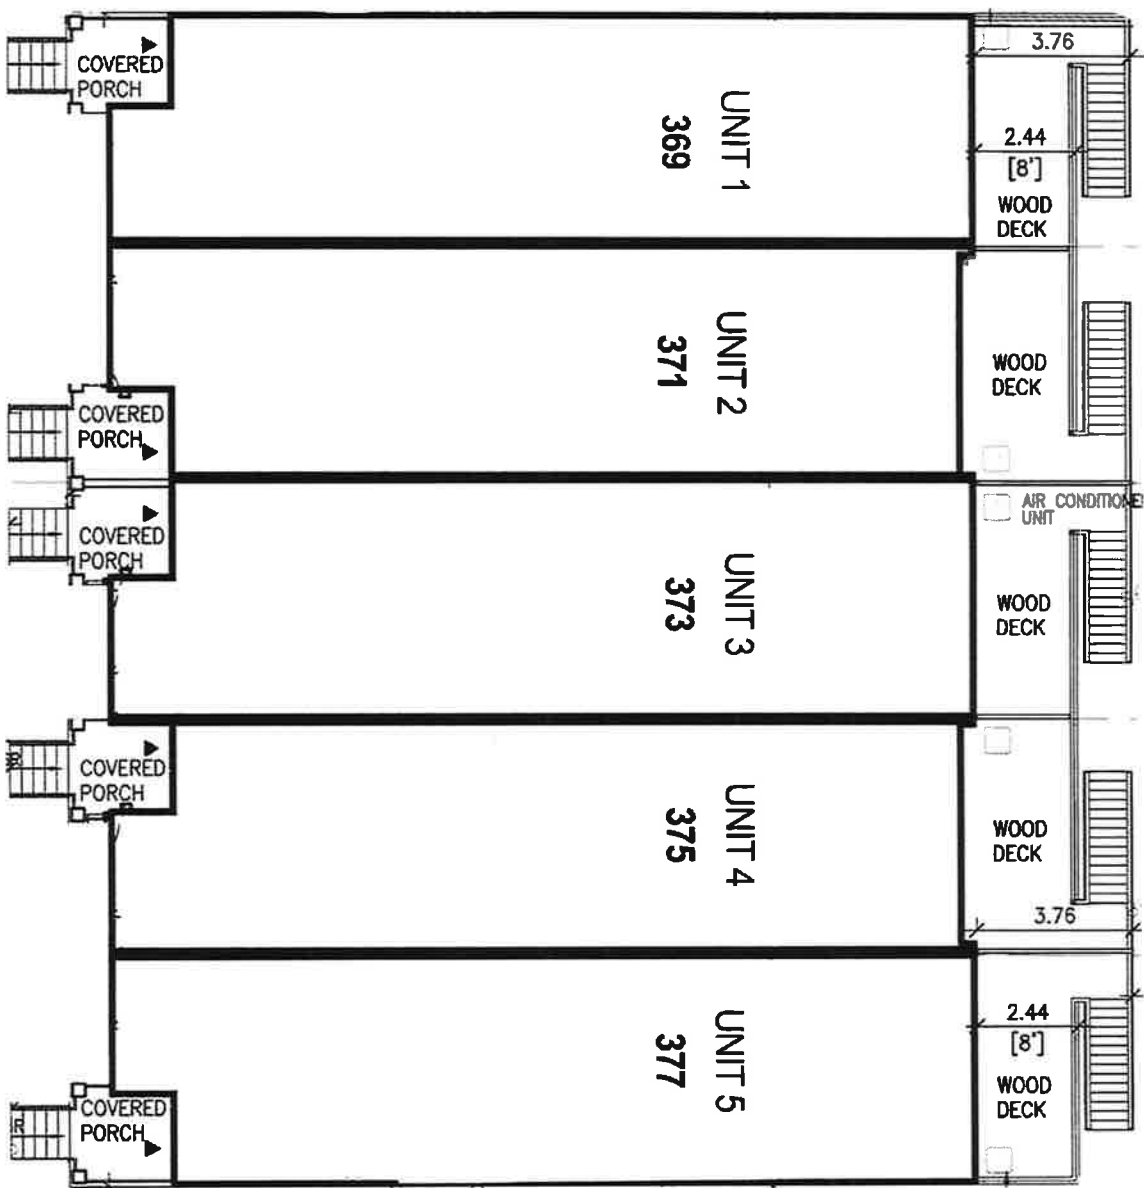 COVERED
PORCH
UNIT 1
369
3.76
2.44
[8']
WOOD
DECK
UNIT 2
371
WOOD
DECK
COVERED
PORCH
COVERED
PORCH
AIR CONDITIONE
UNIT
UNIT 3
373
WOOD
DECK
COVERED
PORCH
UNIT 4
375
WOOD
DECK
3.76
UNIT 5
377
2.44
[8']
WOOD
DECK
COVERED
PORCH
R